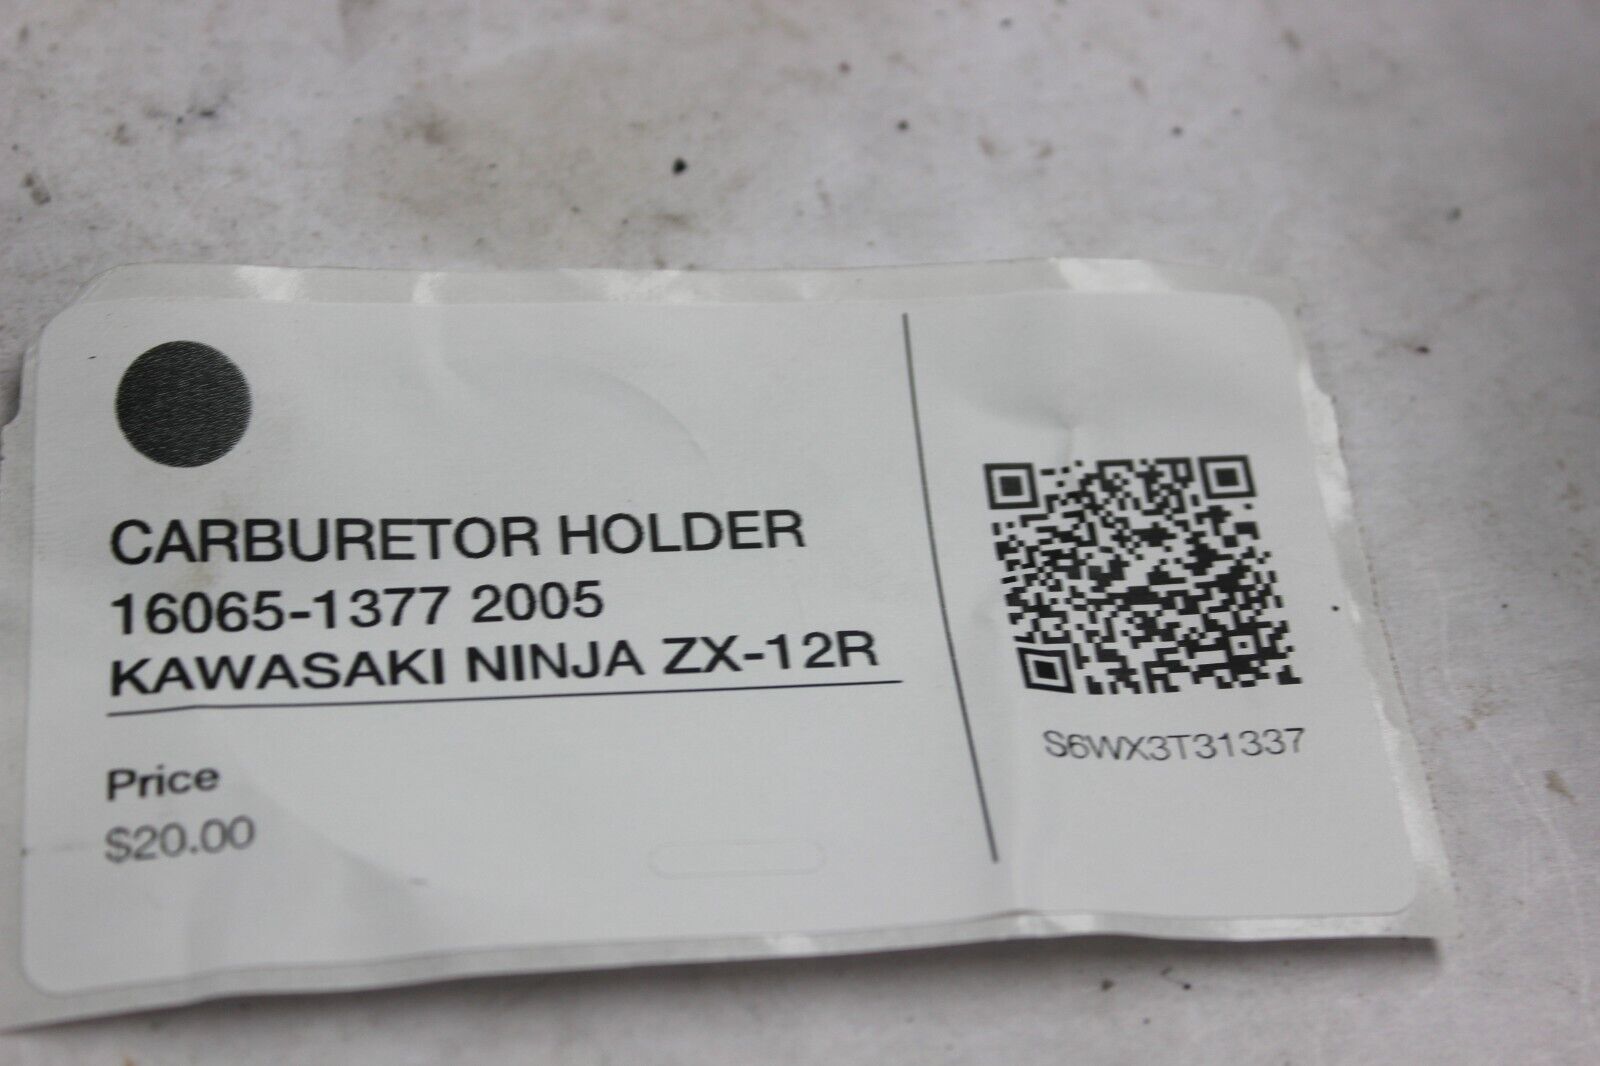 CARBURETOR HOLDER
16065-1377 2005
KAWASAKI NINJA ZX-12R
Price
$20.00
S6WX3T31337